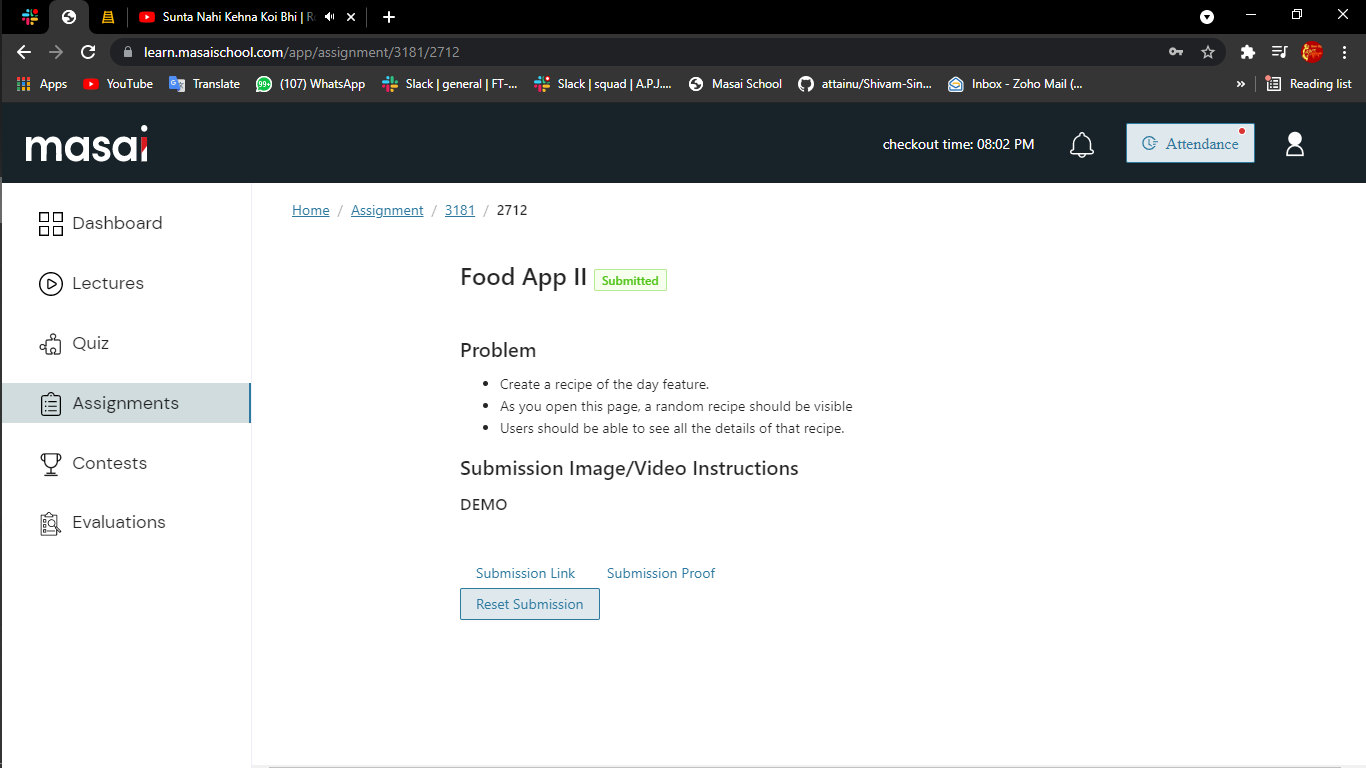 Sunta Nahi Kehna Koi Bhi |
learn.masaischool.com/app/assignment/3181/2712
Apps YouTube Translate 99+ (107) WhatsApp Slack | general | FT-... Slack | squad | A.P.J.... Masai School attainu/Shivam-Sin... Inbox - Zoho Mail (... » Reading list
masai checkout time: 08:02 PM Attendance
Home / Assignment / 3181 / 2712
Dashboard
Lectures
Quiz
Assignments
Contests
Evaluations
Food App II Submitted
Problem
• Create a recipe of the day feature.
• As you open this page, a random recipe should be visible
• Users should be able to see all the details of that recipe.
Submission Image/Video Instructions
DEMO
Submission Link Submission Proof
Reset Submission